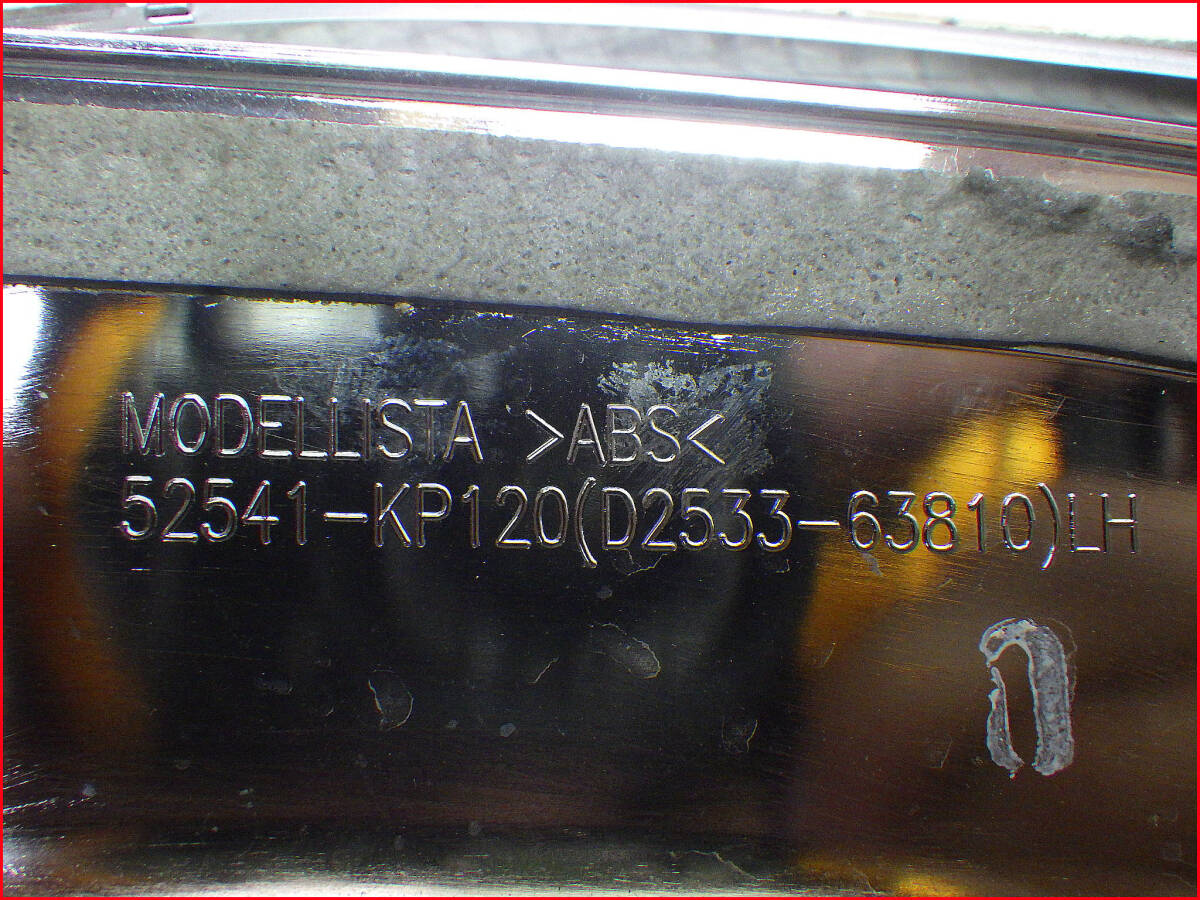 MODELLISTA >ABS<
52541-KP120(D2533-63810)LH